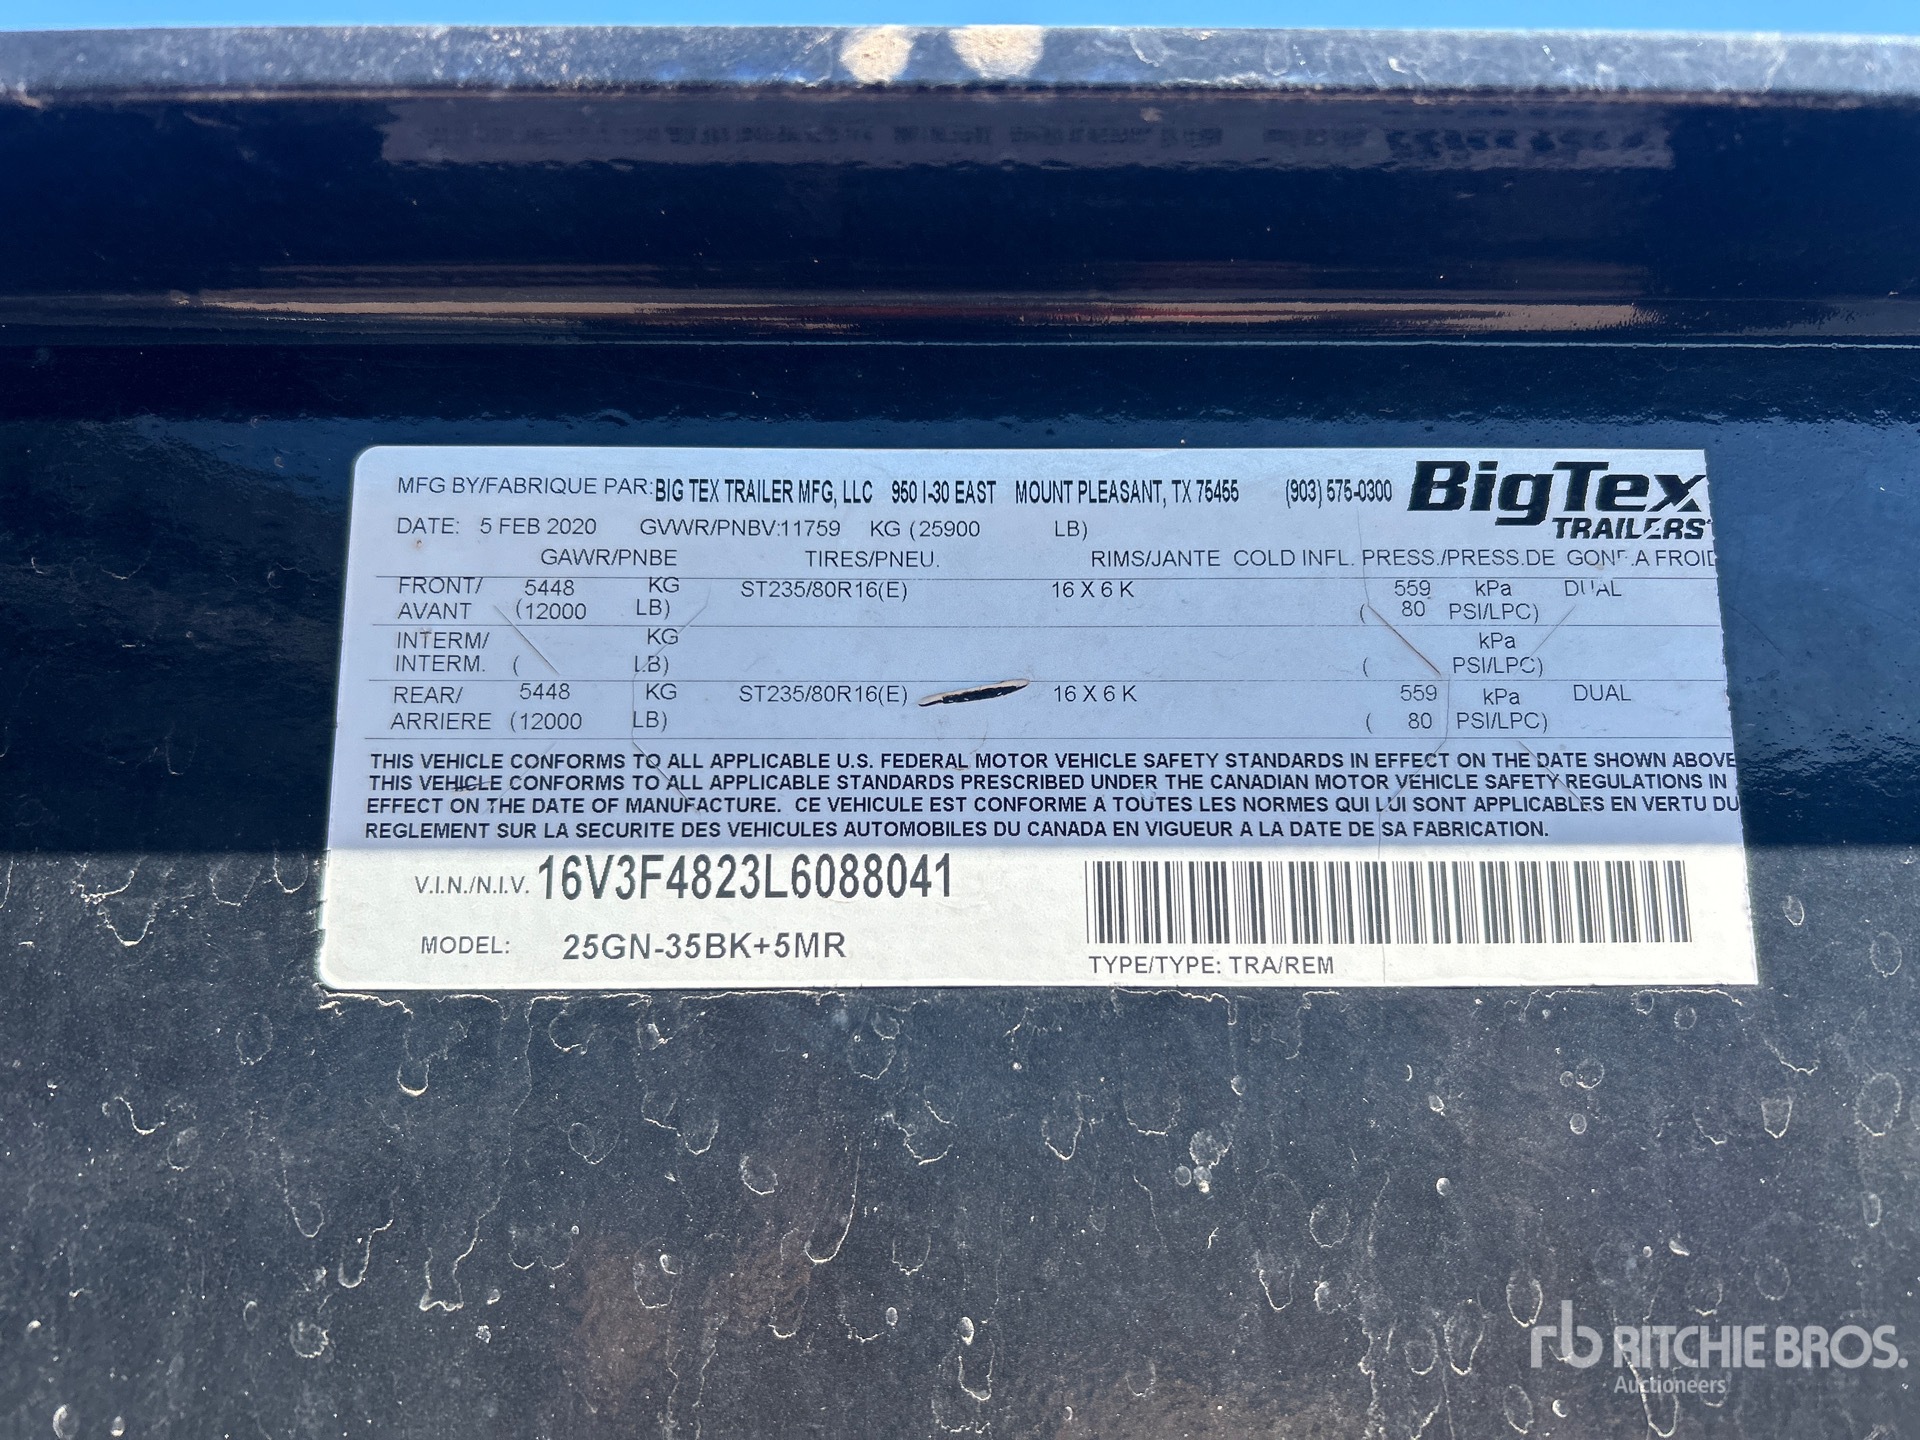 MFG BY/FABRIQUE PAR: BIG TEX TRAILER MFG, LLC 950 I-30 EAST MOUNT PLEASANT, TX 75455 (903) 575-0300 BigTex TRAILERS
DATE: 5 FEB 2020 GVWR/PNBV:11759 KG (25900 LB)
GAWR/PNBE TIRES/PNEU. RIMS/JANTE COLD INFL. PRESS./PRESS.DE GONF.A FROID
FRONT/ 5448 KG ST235/80R16(E) 16 X 6 K 559 kPa DUAL
AVANT (12000 LB) ( 80 PSI/LPC)
INTERM/ KG kPa
INTERM. ( LB) ( PSI/LPC)
REAR/ 5448 KG ST235/80R16(E) 16 X 6 K 559 kPa DUAL
ARRIERE (12000 LB) ( 80 PSI/LPC)
THIS VEHICLE CONFORMS TO ALL APPLICABLE U.S. FEDERAL MOTOR VEHICLE SAFETY STANDARDS IN EFFECT ON THE DATE SHOWN ABOVE
THIS VEHICLE CONFORMS TO ALL APPLICABLE STANDARDS PRESCRIBED UNDER THE CANADIAN MOTOR VEHICLE SAFETY REGULATIONS IN
EFFECT ON THE DATE OF MANUFACTURE. CE VEHICULE EST CONFORME A TOUTES LES NORMES QUI LUI SONT APPLICABLES EN VERTU DU
REGLEMENT SUR LA SECURITE DES VEHICULES AUTOMOBILES DU CANADA EN VIGUEUR A LA DATE DE SA FABRICATION.
V.I.N./N.I.V. 16V3F4823L6088041
MODEL: 25GN-35BK+5MR
TYPE/TYPE: TRA/REM
rb RITCHIE BROS.
Auctioneers